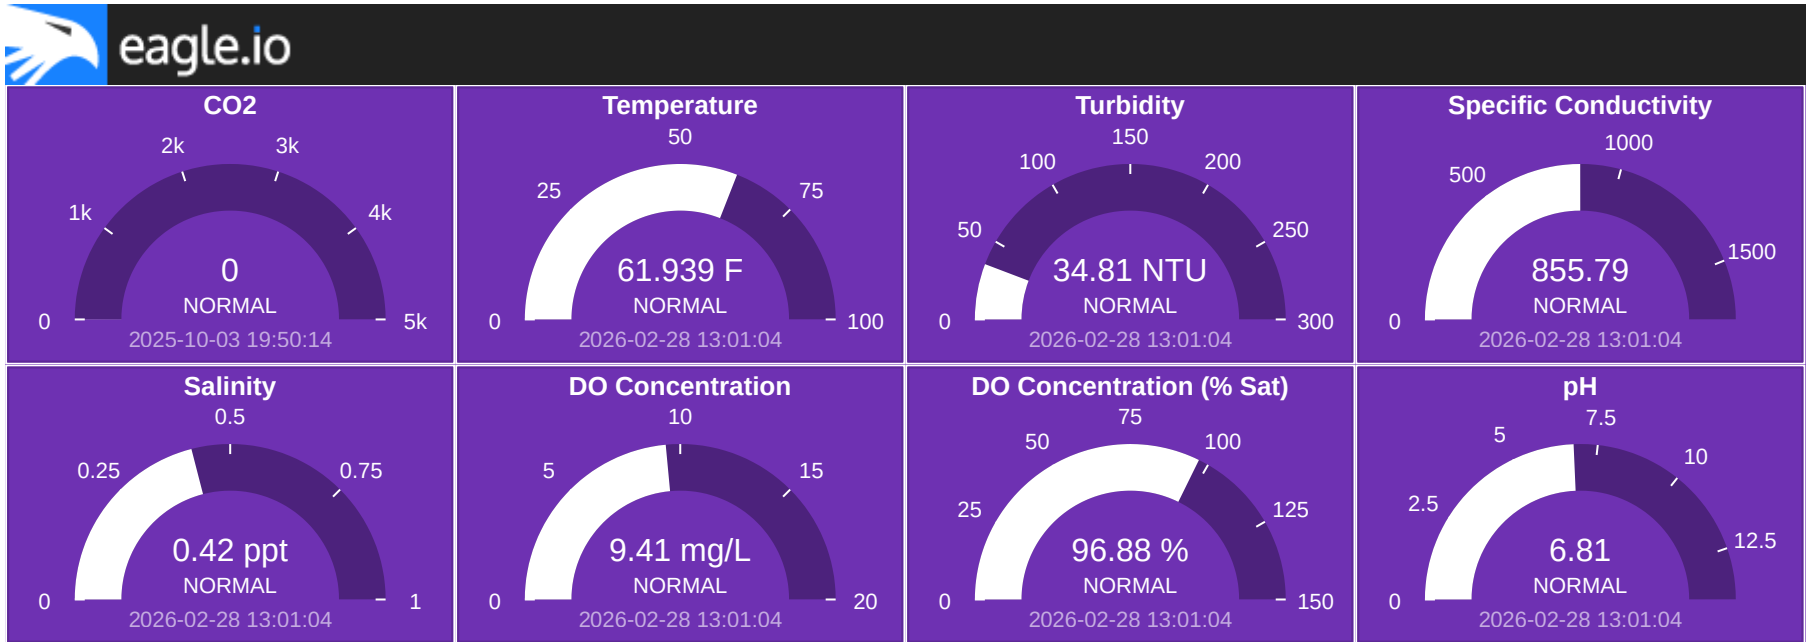 eagle.io
CO2
2k
3k
1k
4k
0
NORMAL
0
5k
2025-10-03 19:50:14
Temperature
50
25
75
61.939 F
NORMAL
0
100
2026-02-28 13:01:04
Turbidity
150
100
200
50
250
34.81 NTU
NORMAL
0
300
2026-02-28 13:01:04
Specific Conductivity
1000
500
1500
855.79
NORMAL
0
2026-02-28 13:01:04
Salinity
0.5
0.25
0.75
0.42 ppt
NORMAL
0
1
2026-02-28 13:01:04
DO Concentration
10
5
15
9.41 mg/L
NORMAL
0
20
2026-02-28 13:01:04
DO Concentration (% Sat)
75
50
100
25
125
96.88 %
NORMAL
0
150
2026-02-28 13:01:04
pH
7.5
5
10
2.5
12.5
6.81
NORMAL
0
2026-02-28 13:01:04